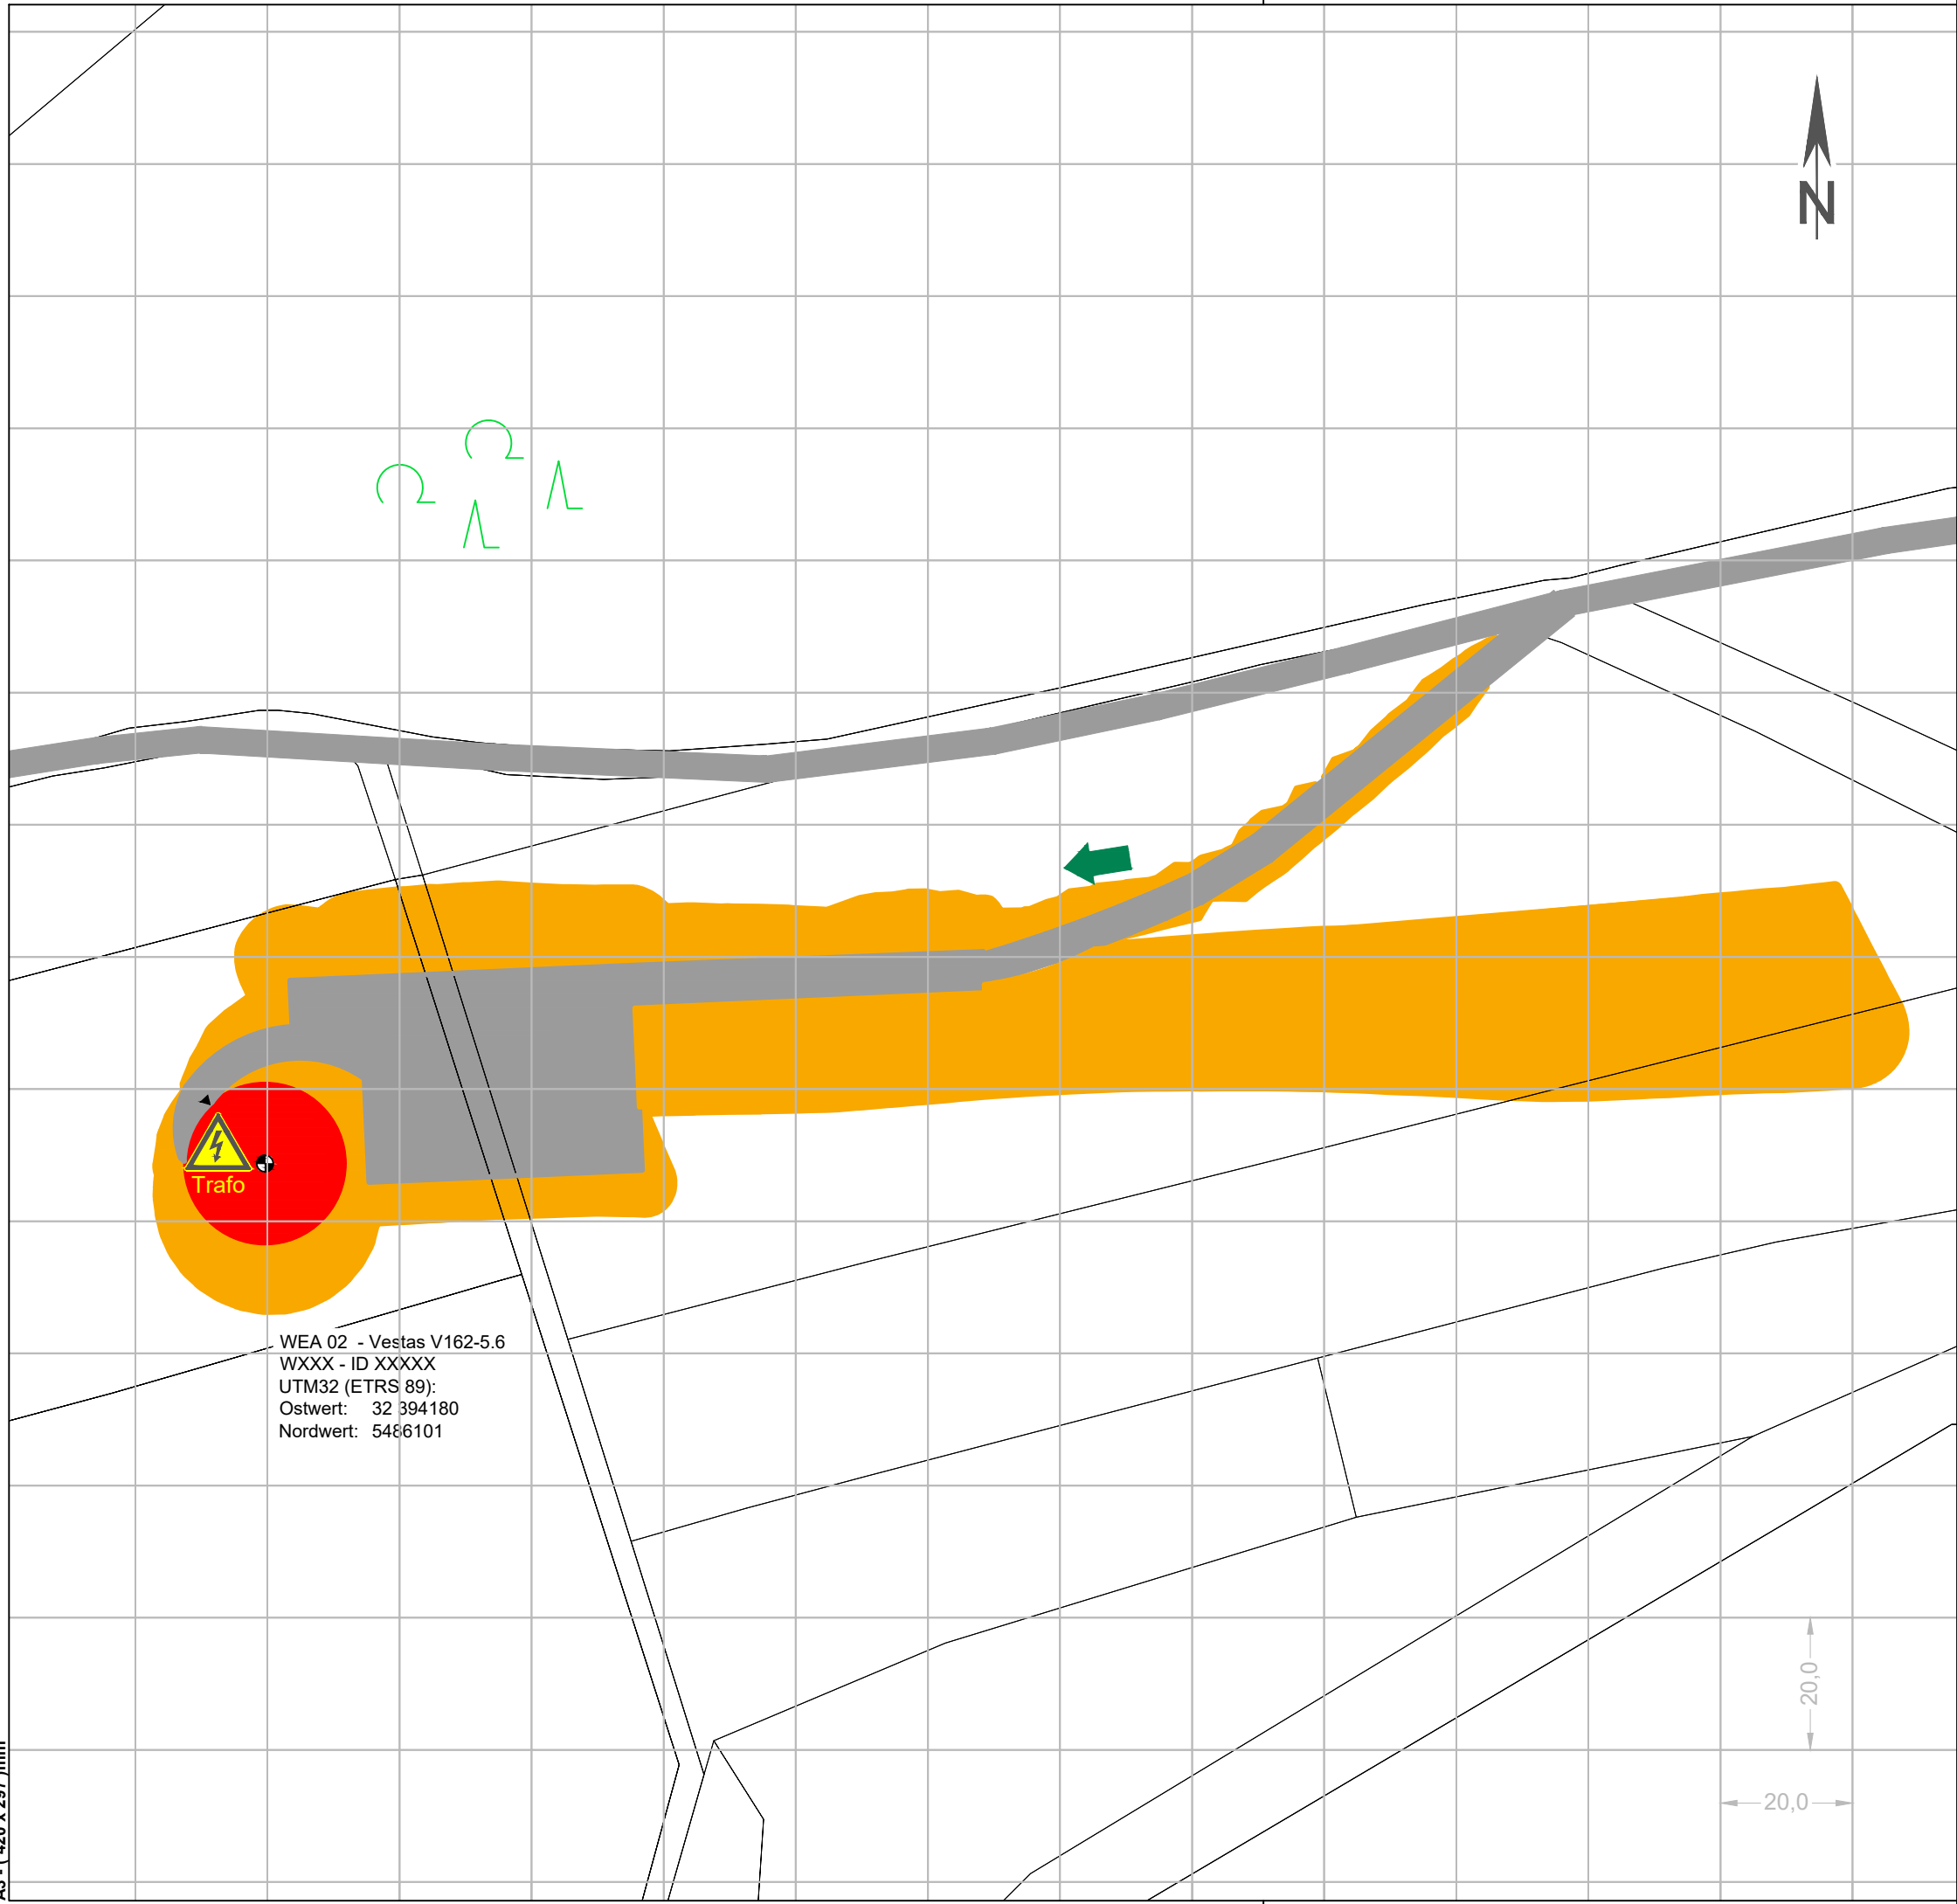 N
Trafo
WEA 02 - Vestas V162-5.6
WXXX - ID XXXXX
UTM32 (ETRS 89):
Ostwert: 32 394180
Nordwert: 5486101
20,0
20,0